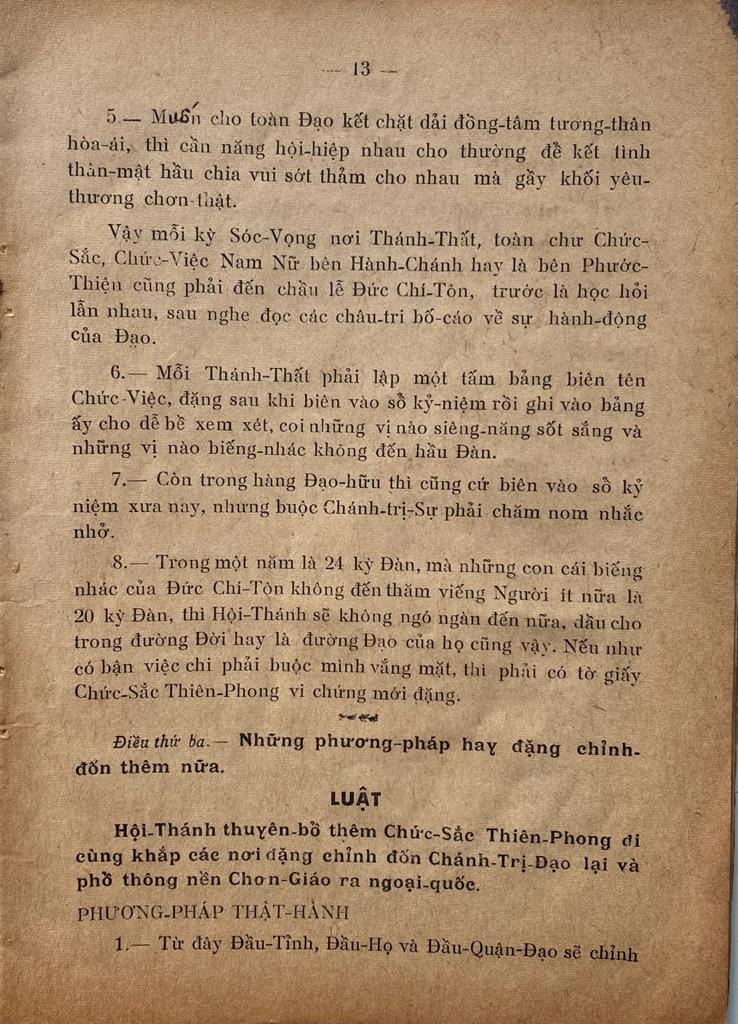 — 13 —
5.— Muốn cho toàn Đạo kết chặt dải đồng-tâm tương-thân
hòa-ái, thì cần năng hội-hiệp nhau cho thường để kết tình
thân-mật hầu chia vui sớt thảm cho nhau mà gầy khối yêu-
thương chơn-thật.
Vậy mỗi kỳ Sóc-Vọng nơi Thánh-Thất, toàn chư Chức-
Sắc, Chức-Việc Nam Nữ bên Hành-Chánh hay là bên Phước-
Thiện cũng phải đến chầu lễ Đức Chí-Tôn, trước là học hỏi
lẫn nhau, sau nghe đọc các châu-tri bố-cáo về sự hành-động
của Đạo.
6.— Mỗi Thánh-Thất phải lập một tấm bảng biên tên
Chức-Việc, đặng sau khi biên vào sổ kỷ-niệm rồi ghi vào bảng
ấy cho dễ bề xem xét, coi những vị nào siêng-năng sốt sắng và
những vị nào biếng-nhác không đến hầu Đàn.
7.— Còn trong hàng Đạo-hữu thì cũng cứ biên vào sổ kỷ
niệm xưa nay, nhưng buộc Chánh-trị-Sự phải chăm nom nhắc
nhở.
8.— Trong một năm là 24 kỳ Đàn, mà những con cái biếng
nhác của Đức Chí-Tôn không đến thăm viếng Người ít nữa là
20 kỳ Đàn, thì Hội-Thánh sẽ không ngó ngàn đến nữa, dầu cho
trong đường Đời hay là đường Đạo của họ cũng vậy. Nếu như
có bận việc chi phải buộc mình vắng mặt, thì phải có tờ giấy
Chức-Sắc Thiên-Phong vi chứng mới đặng.
Điều thứ ba.— Những phương-pháp hay đặng chỉnh-
đốn thêm nữa.
LUẬT
Hội-Thánh thuyên-bổ thêm Chức-Sắc Thiên-Phong đi
cùng khắp các nơi đặng chỉnh đốn Chánh-Trị-Đạo lại và
phổ thông nền Chơn-Giáo ra ngoại-quốc.
PHƯƠNG-PHÁP THẬT-HÀNH
1.— Từ đây Đầu-Tỉnh, Đầu-Họ và Đầu-Quận-Đạo sẽ chỉnh